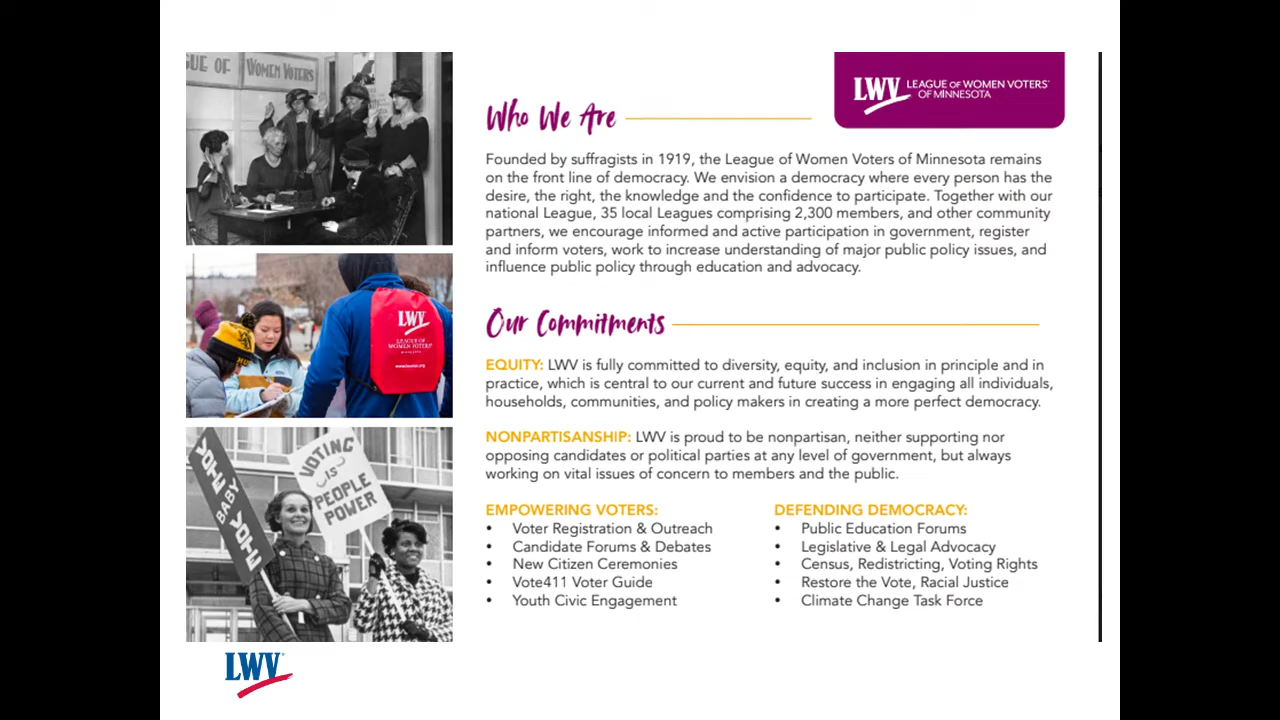 UE OF WOMEN VOTERS
LWV
LEAGUE OF
WOMEN VOTERS
VOTE
BABY
VOTE
VOTING
IS
PEOPLE
POWER
LWV
LWV LEAGUE OF WOMEN VOTERS®
OF MINNESOTA
Who We Are
Founded by suffragists in 1919, the League of Women Voters of Minnesota remains
on the front line of democracy. We envision a democracy where every person has the
desire, the right, the knowledge and the confidence to participate. Together with our
national League, 35 local Leagues comprising 2,300 members, and other community
partners, we encourage informed and active participation in government, register
and inform voters, work to increase understanding of major public policy issues, and
influence public policy through education and advocacy.
Our Commitments
EQUITY: LWV is fully committed to diversity, equity, and inclusion in principle and in
practice, which is central to our current and future success in engaging all individuals,
households, communities, and policy makers in creating a more perfect democracy.
NONPARTISANSHIP: LWV is proud to be nonpartisan, neither supporting nor
opposing candidates or political parties at any level of government, but always
working on vital issues of concern to members and the public.
EMPOWERING VOTERS:
• Voter Registration & Outreach
• Candidate Forums & Debates
• New Citizen Ceremonies
• Vote411 Voter Guide
• Youth Civic Engagement
DEFENDING DEMOCRACY:
• Public Education Forums
• Legislative & Legal Advocacy
• Census, Redistricting, Voting Rights
• Restore the Vote, Racial Justice
• Climate Change Task Force